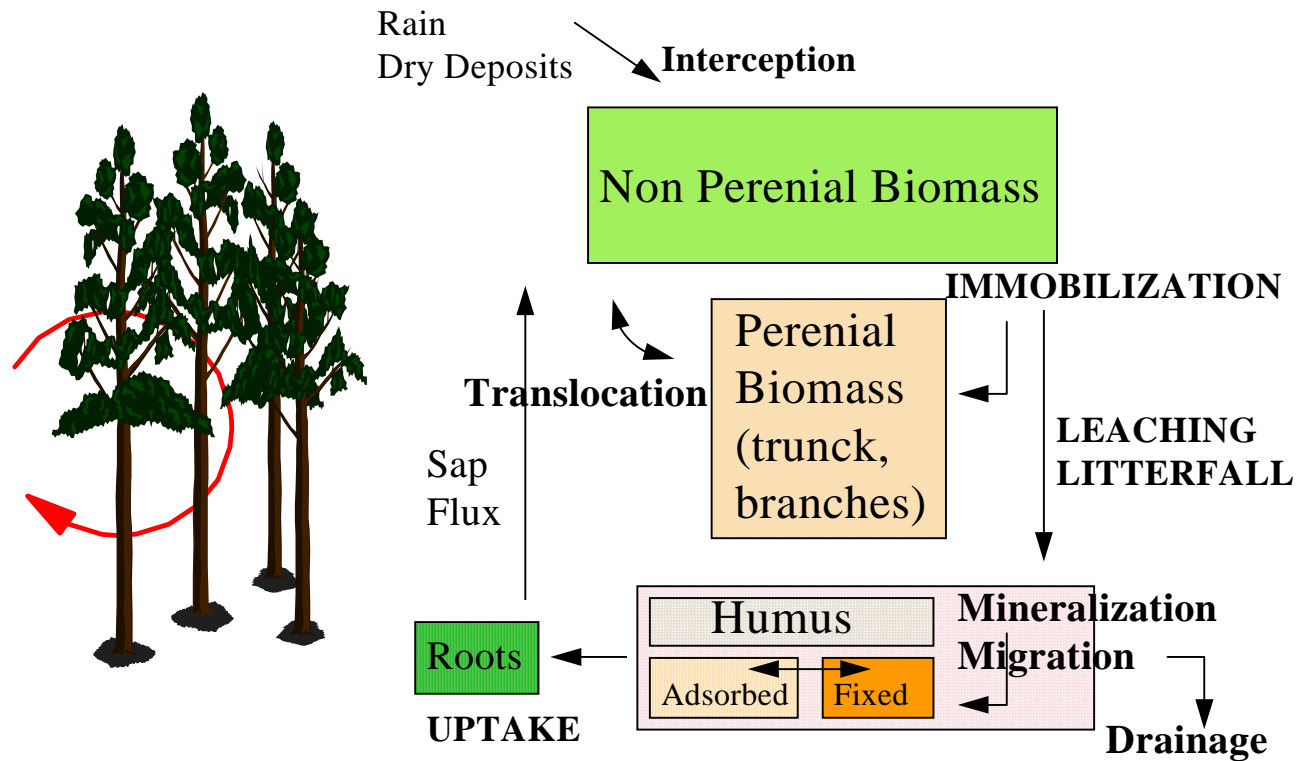 Rain
Dry Deposits
Interception
Non Perenial Biomass
IMMOBILIZATION
Perenial
Biomass
(trunck,
branches)
Translocation
LEACHING
LITTERFALL
Sap
Flux
Humus
Mineralization
Migration
Roots
Adsorbed
Fixed
UPTAKE
Drainage